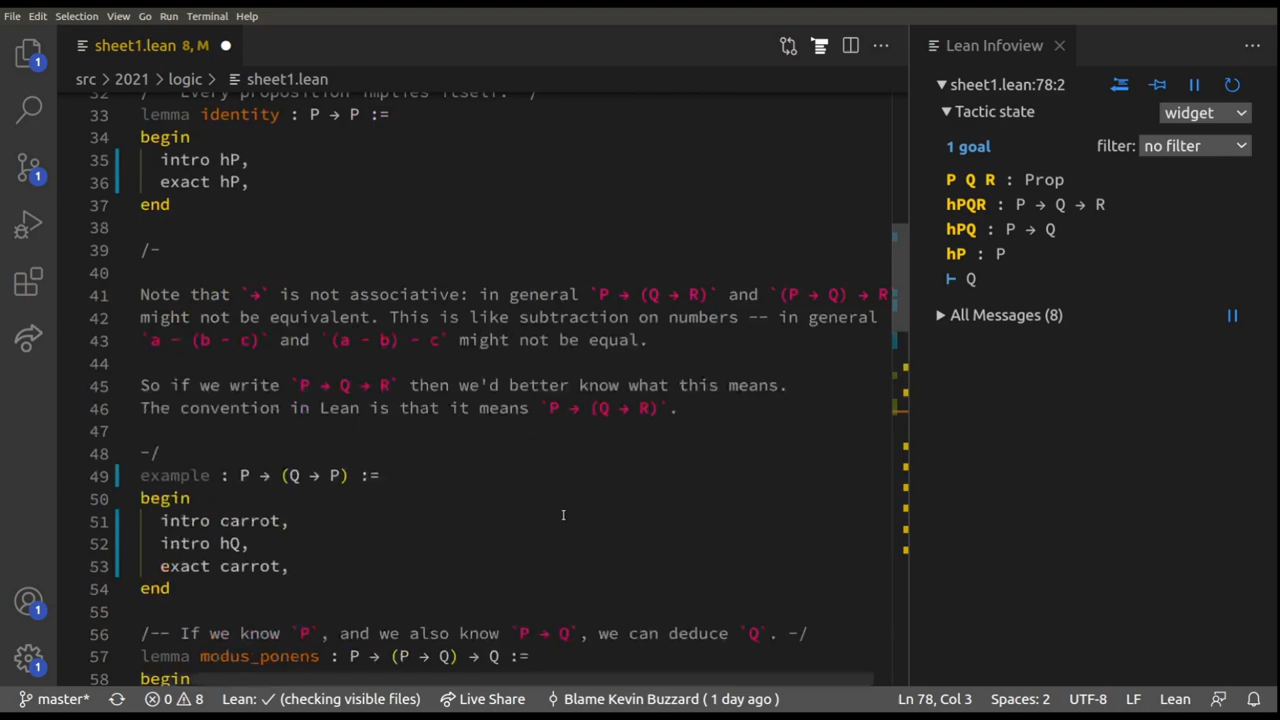 File Edit Selection View Go Run Terminal Help
sheet1.lean 8, M
Lean Infoview
src > 2021 > logic > sheet1.lean
sheet1.lean:78:2
Tactic state
widget
1 goal
filter: no filter
P Q R : Prop
hPQR : P → Q → R
hPQ : P → Q
hP : P
⊢ Q
All Messages (8)
32 /-- Every proposition implies itself. -/
33 lemma identity : P → P :=
34 begin
35 intro hP,
36 exact hP,
37 end
38
39 /-
40
41 Note that `→` is not associative: in general `P → (Q → R)` and `(P → Q) → R
42 might not be equivalent. This is like subtraction on numbers -- in general
43 `a - (b - c)` and `(a - b) - c` might not be equal.
44
45 So if we write `P → Q → R` then we'd better know what this means.
46 The convention in Lean is that it means `P → (Q → R)`.
47
48 -/
49 example : P → (Q → P) :=
50 begin
51 intro carrot,
52 intro hQ,
53 exact carrot,
54 end
55
56 /-- If we know `P`, and we also know `P → Q`, we can deduce `Q`. -/
57 lemma modus_ponens : P → (P → Q) → Q :=
58 begin
1
1
1
1
master* 0 8 Lean: ✓ (checking visible files) Live Share Blame Kevin Buzzard ( 1 day ago ) Ln 78, Col 3 Spaces: 2 UTF-8 LF Lean